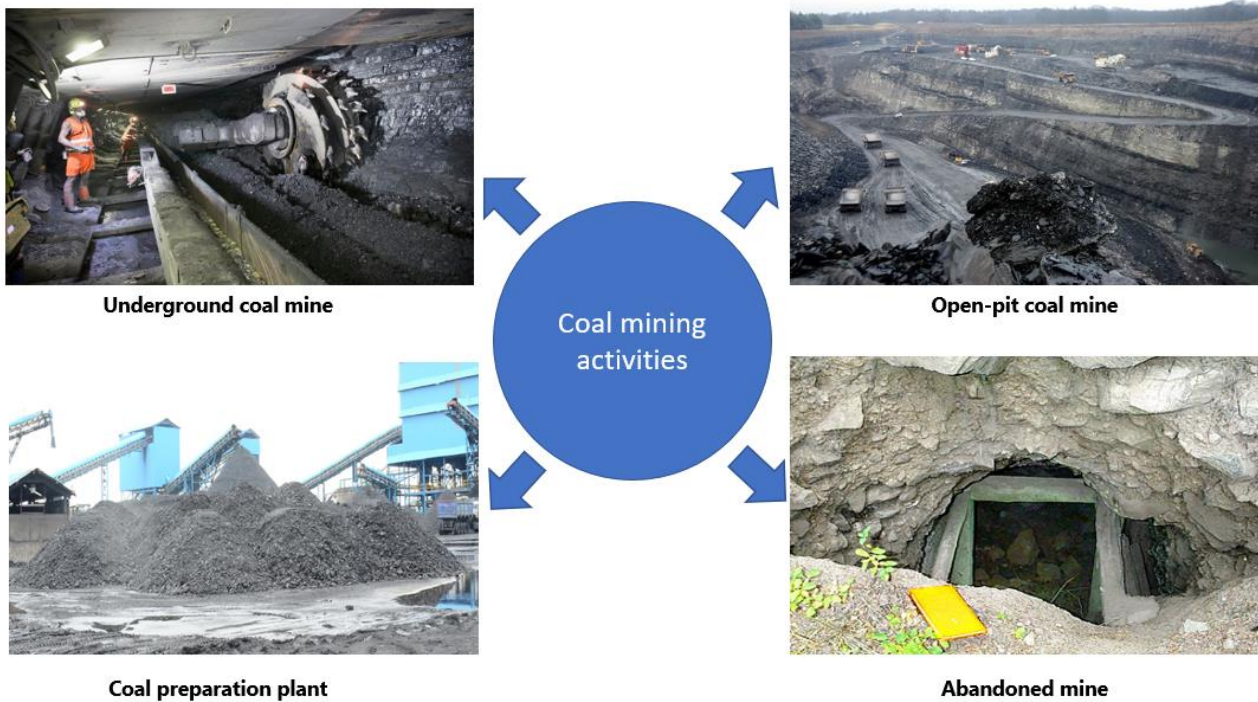 Underground coal mine
Open-pit coal mine
Coal mining
activities
Coal preparation plant
Abandoned mine